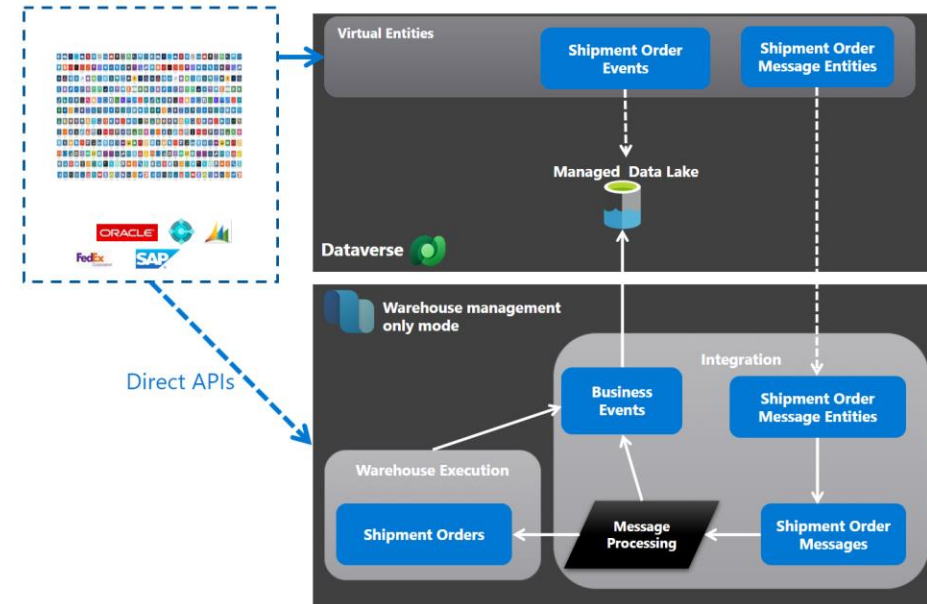 ORACLE
FedEx
SAP
Direct APIs
Virtual Entities
Shipment Order
Events
Shipment Order
Message Entities
Managed Data Lake
Dataverse
Warehouse management
only mode
Integration
Business
Events
Shipment Order
Message Entities
Warehouse Execution
Shipment Orders
Message
Processing
Shipment Order
Messages